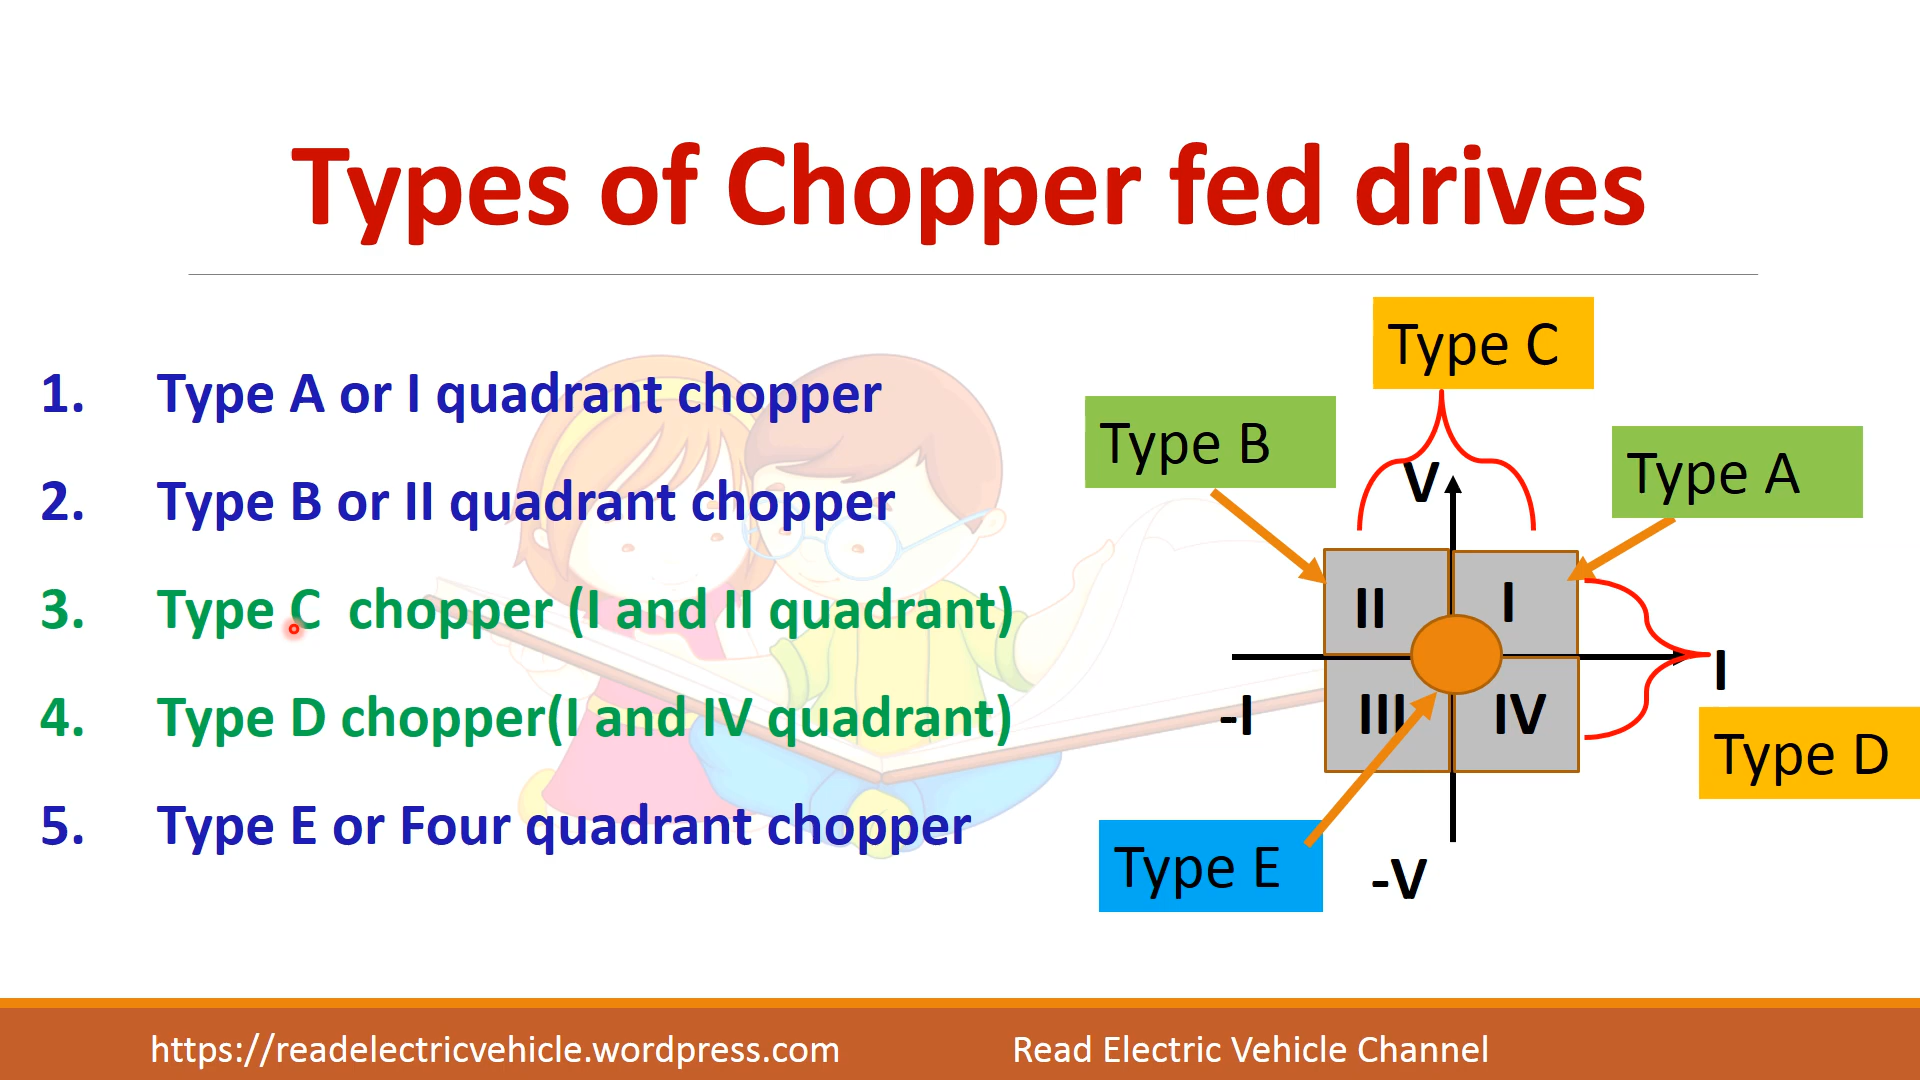 Types of Chopper fed drives
1. Type A or I quadrant chopper
2. Type B or II quadrant chopper
3. Type C  chopper (I and II quadrant)
4. Type D chopper(I and IV quadrant)
5. Type E or Four quadrant chopper
Type C
Type B
Type A
V
II
I
I
-I
III
IV
Type D
Type E
-V
https://readelectricvehicle.wordpress.com
Read Electric Vehicle Channel